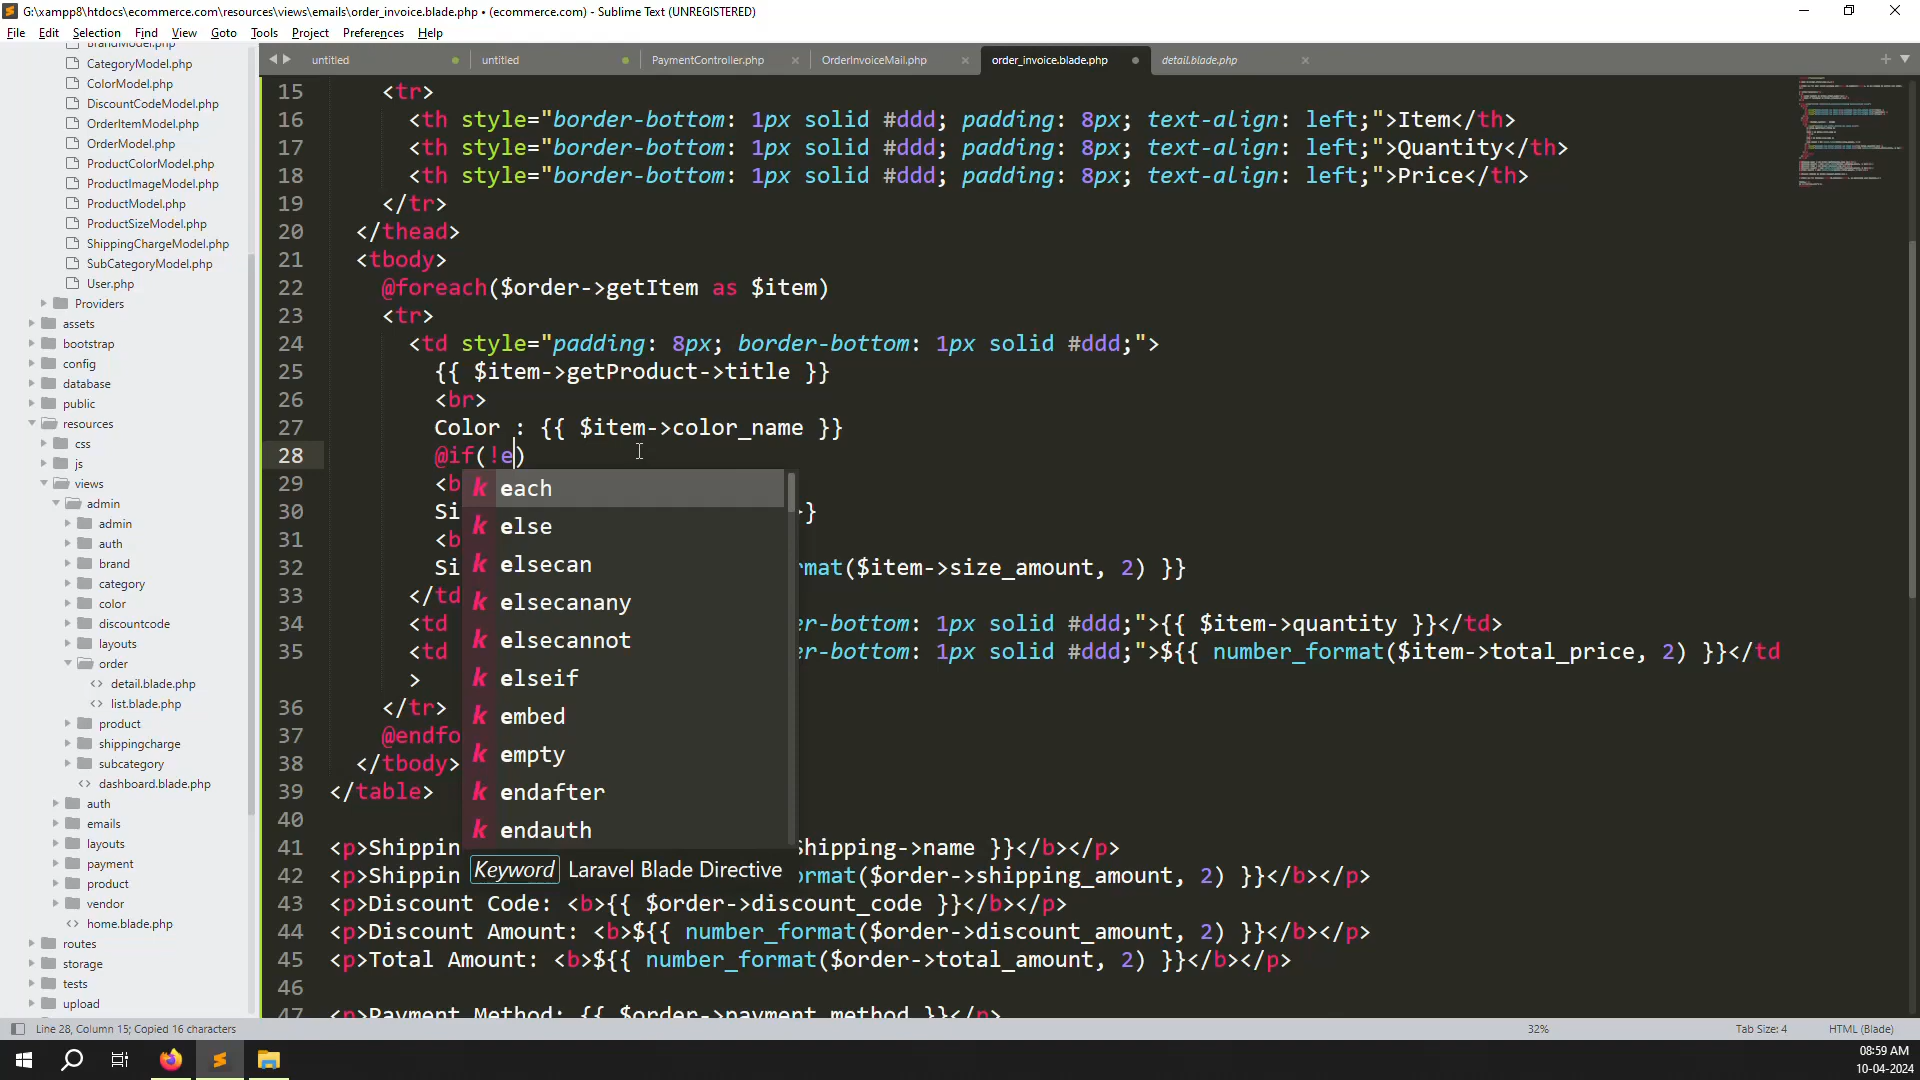 G:\xampp8\htdocs\ecommerce.com\resources\views\emails\order_invoice.blade.php • (ecommerce.com) - Sublime Text (UNREGISTERED)
File Edit Selection Find View Goto Tools Project Preferences Help
untitled untitled PaymentController.php OrderInvoiceMail.php order_invoice.blade.php detail.blade.php
BrandModel.php
CategoryModel.php
ColorModel.php
DiscountCodeModel.php
OrderItemModel.php
OrderModel.php
ProductColorModel.php
ProductImageModel.php
ProductModel.php
ProductSizeModel.php
ShippingChargeModel.php
SubCategoryModel.php
User.php
Providers
assets
bootstrap
config
database
public
resources
css
js
views
admin
admin
auth
brand
category
color
discountcode
layouts
order
detail.blade.php
list.blade.php
product
shippingcharge
subcategory
dashboard.blade.php
auth
emails
layouts
payment
product
vendor
home.blade.php
routes
storage
tests
upload
15 <tr>
16 <th style="border-bottom: 1px solid #ddd; padding: 8px; text-align: left;">Item</th>
17 <th style="border-bottom: 1px solid #ddd; padding: 8px; text-align: left;">Quantity</th>
18 <th style="border-bottom: 1px solid #ddd; padding: 8px; text-align: left;">Price</th>
19 </tr>
20 </thead>
21 <tbody>
22 @foreach($order->getItem as $item)
23 <tr>
24 <td style="padding: 8px; border-bottom: 1px solid #ddd;">
25 {{ $item->getProduct->title }}
26 <br>
27 Color : {{ $item->color_name }}
28 @if(!e)
29 <b
30 Si }
31 <b
32 Si mat($item->size_amount, 2) }}
33 </td
34 <td er-bottom: 1px solid #ddd;">{{ $item->quantity }}</td>
35 <td er-bottom: 1px solid #ddd;">${{ number_format($item->total_price, 2) }}</td
>
36 </tr>
37 @endfo
38 </tbody>
39 </table>
40
41 <p>Shippin hipping->name }}</b></p>
42 <p>Shippin ormat($order->shipping_amount, 2) }}</b></p>
43 <p>Discount Code: <b>{{ $order->discount_code }}</b></p>
44 <p>Discount Amount: <b>${{ number_format($order->discount_amount, 2) }}</b></p>
45 <p>Total Amount: <b>${{ number_format($order->total_amount, 2) }}</b></p>
46
47 <p>Payment Method: {{ $order->payment_method }}</p>
k each
k else
k elsecan
k elsecanany
k elsecannot
k elseif
k embed
k empty
k endafter
k endauth
Keyword Laravel Blade Directive
Line 28, Column 15; Copied 16 characters 32% Tab Size: 4 HTML (Blade)
08:59 AM
10-04-2024